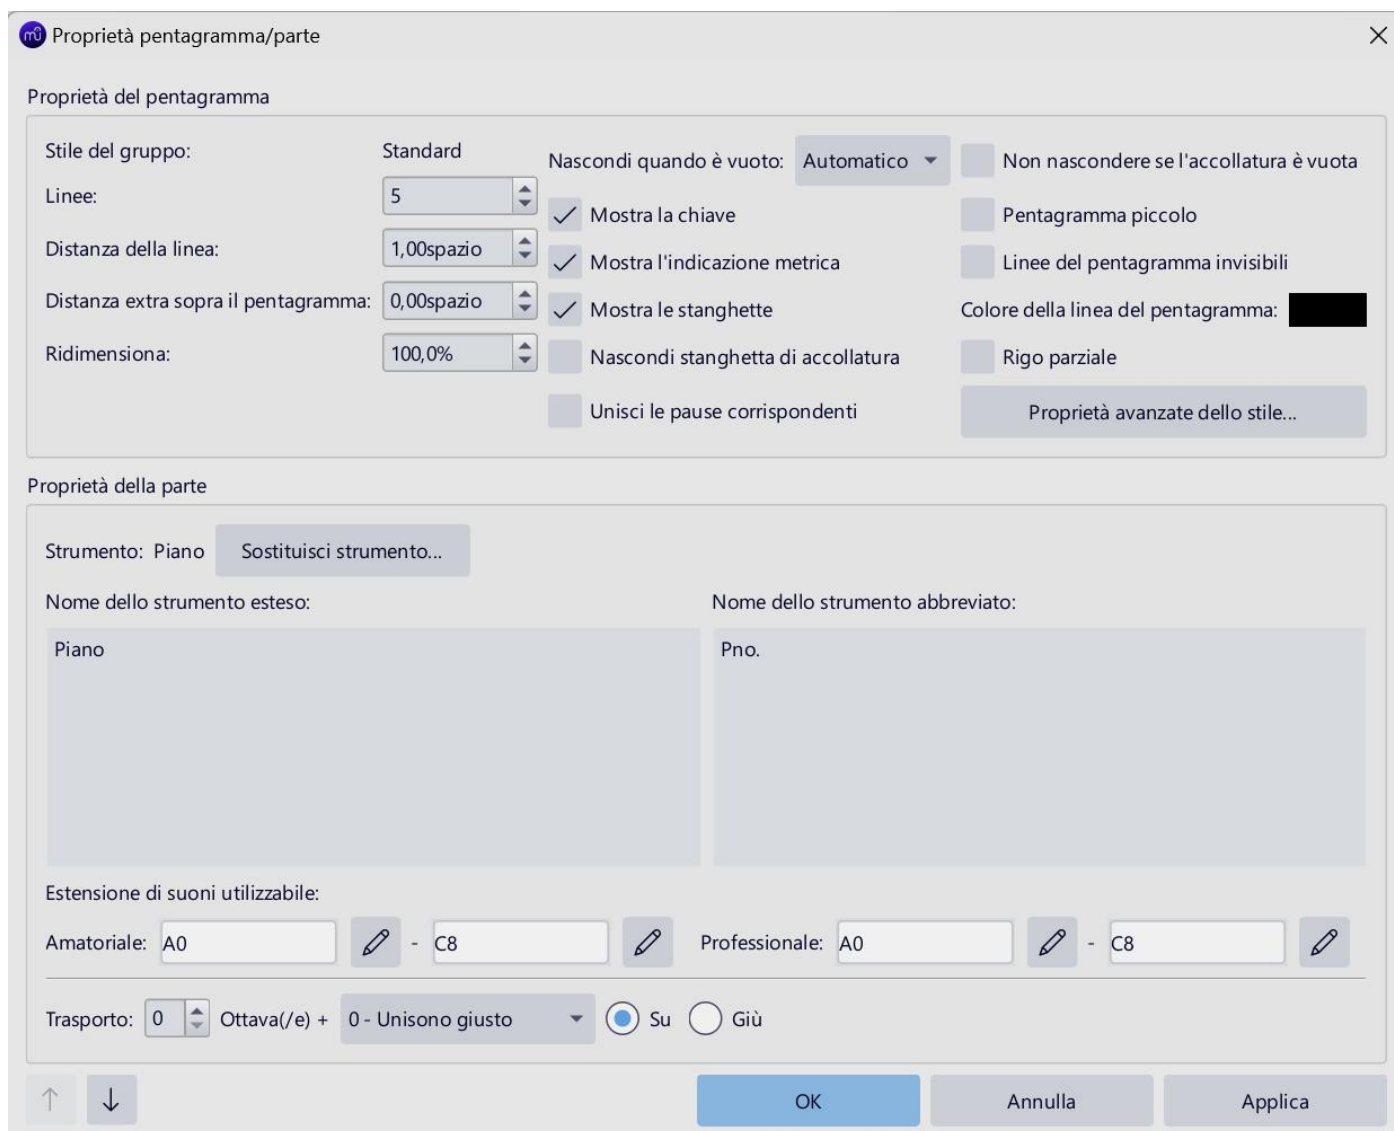 Proprietà pentagramma/parte
Proprietà del pentagramma
Stile del gruppo: Standard
Linee: 5
Distanza della linea: 1,00spazio
Distanza extra sopra il pentagramma: 0,00spazio
Ridimensiona: 100,0%
Nascondi quando è vuoto: Automatico
Mostra la chiave
Mostra l'indicazione metrica
Mostra le stanghette
Nascondi stanghetta di accollatura
Unisci le pause corrispondenti
Non nascondere se l'accollatura è vuota
Pentagramma piccolo
Linee del pentagramma invisibili
Colore della linea del pentagramma:
Rigo parziale
Proprietà avanzate dello stile...
Proprietà della parte
Strumento: Piano Sostituisci strumento...
Nome dello strumento esteso:
Piano
Nome dello strumento abbreviato:
Pno.
Estensione di suoni utilizzabile:
Amatoriale: A0 - C8 Professionale: A0 - C8
Trasporto: 0 Ottava(/e) + 0 - Unisono giusto Su Giù
OK Annulla Applica